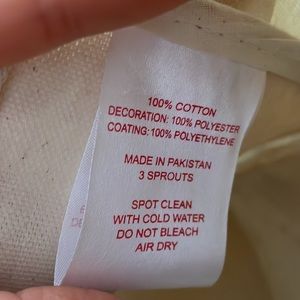 100% COTTON
DECORATION: 100% POLYESTER
COATING: 100% POLYETHYLENE
MADE IN PAKISTAN
3 SPROUTS
SPOT CLEAN
WITH COLD WATER
DO NOT BLEACH
AIR DRY